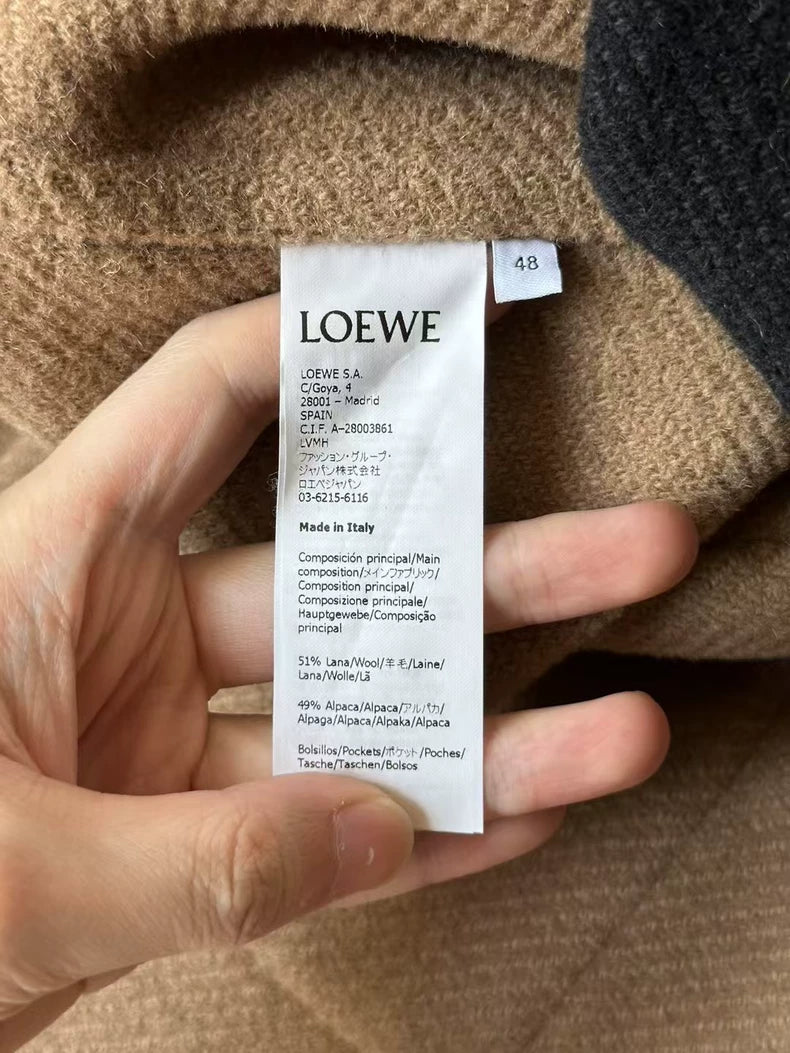 48
LOEWE
LOEWE S.A.
C/Goya, 4
28001 – Madrid
SPAIN
C.I.F. A–28003861
LVMH
ファッション・グループ・
ジャパン株式会社
ロエベジャパン
03-6215-6116
Made in Italy
Composición principal/Main
composition/メインファブリック/
Composition principal/
Composizione principale/
Hauptgewebe/Composição
principal
51% Lana/Wool/羊毛/Laine/
Lana/Wolle/Lã
49% Alpaca/Alpaca/アルパカ/
Alpaga/Alpaca/Alpaka/Alpaca
Bolsillos/Pockets/ポケット/Poches/
Tasche/Taschen/Bolsos